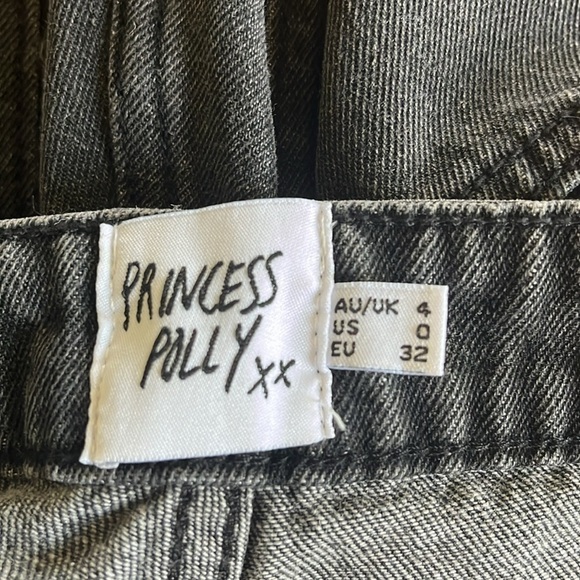 PRINCESS
POLLY xx
AU/UK 4
US 0
EU 32